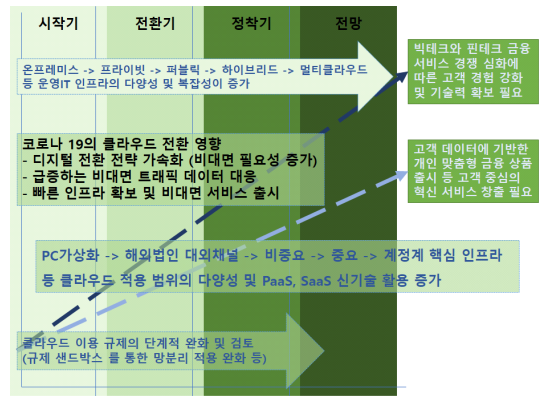 시작기
전환기
정착기
전망
온프레미스 -> 프라이빗 -> 퍼블릭 -> 하이브리드 -> 멀티클라우드
등 운영IT 인프라의 다양성 및 복잡성이 증가
빅테크와 핀테크 금융
서비스 경쟁 심화에
따른 고객 경험 강화
및 기술력 확보 필요
코로나 19의 클라우드 전환 영향
- 디지털 전환 전략 가속화 (비대면 필요성 증가)
- 급증하는 비대면 트래픽 데이터 대응
- 빠른 인프라 확보 및 비대면 서비스 출시
고객 데이터에 기반한
개인 맞춤형 금융 상품
출시 등 고객 중심의
혁신 서비스 창출 필요
PC가상화 -> 해외법인 대외채널 -> 비중요 -> 중요 -> 계정계 핵심 인프라
등 클라우드 적용 범위의 다양성 및 PaaS, SaaS 신기술 활용 증가
클라우드 이용 규제의 단계적 완화 및 검토
(규제 샌드박스 를 통한 망분리 적용 완화 등)